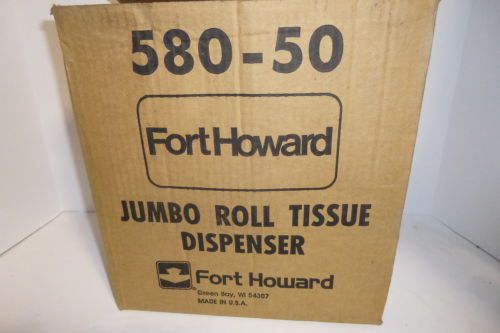 580-50
Fort Howard
JUMBO ROLL TISSUE
DISPENSER
Fort Howard
Green Bay, WI 54307
MADE IN U.S.A.